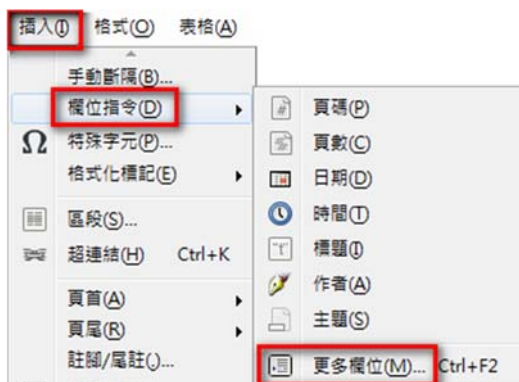 插入(I) 格式(O) 表格(A)
手動斷隔(B)...
欄位指令(D)
特殊字元(P)...
格式化標記(E)
區段(S)...
超連結(H) Ctrl+K
頁首(A)
頁尾(R)
註腳/尾註(.)...
頁碼(P)
頁數(C)
日期(D)
時間(T)
標題(I)
作者(A)
主題(S)
更多欄位(M)... Ctrl+F2